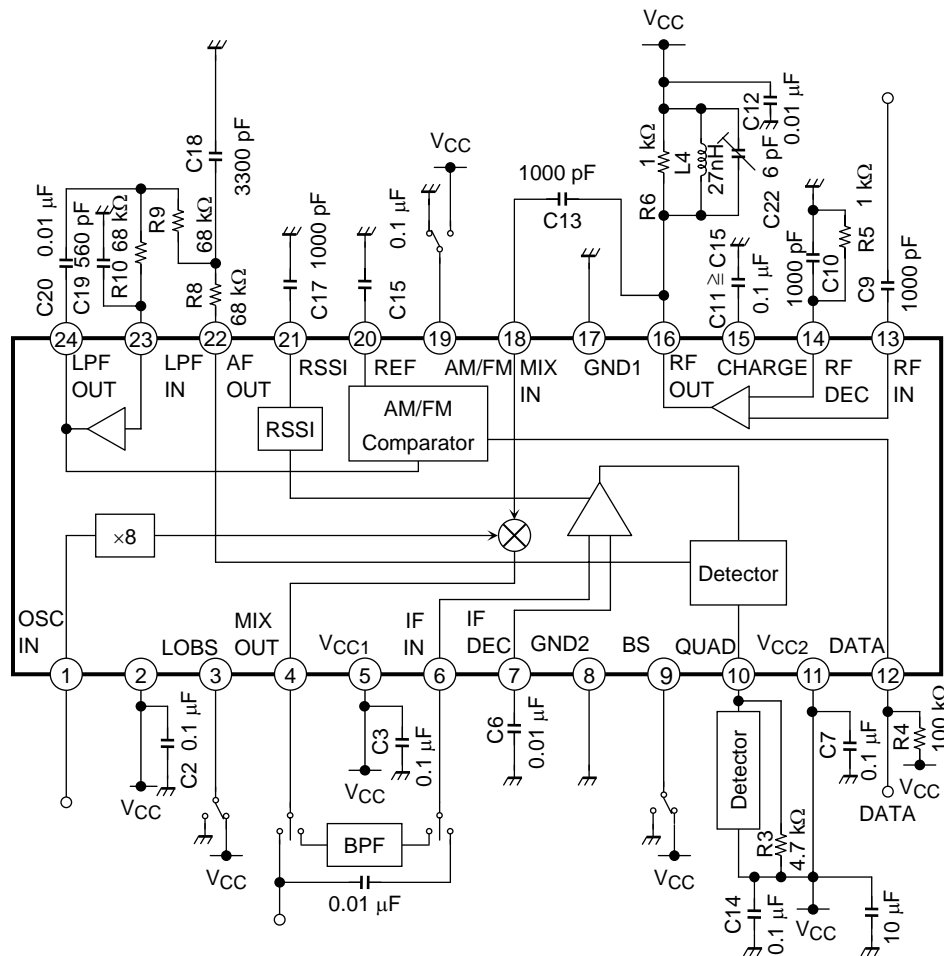 VCC
VCC
C18
3300 pF
C20
0.01 µF
C19
560 pF
R10
68 kΩ
R9
68 kΩ
R8
68 kΩ
C17
1000 pF
C15
0.1 µF
1000 pF
C13
R6
1 kΩ
L4
27nH
C22
6 pF
C12
0.01 µF
C11 ≥ C15
0.1 µF
1000 pF
C10
R5
1 kΩ
C9
1000 pF
24
23
22
21
20
19
18
17
16
15
14
13
LPF OUT
LPF IN
AF OUT
RSSI
REF
AM/FM
MIX IN
GND1
RF OUT
CHARGE
RF DEC
RF IN
RSSI
AM/FM
Comparator
×8
Detector
OSC IN
LOBS
MIX OUT
VCC1
IF IN
IF DEC
GND2
BS
QUAD
VCC2
DATA
1
2
3
4
5
6
7
8
9
10
11
12
C2
0.1 µF
VCC
VCC
C3
0.1 µF
VCC
BPF
0.01 µF
C6
0.01 µF
VCC
Detector
R3
4.7 kΩ
C14
0.1 µF
VCC
10 µF
C7
0.1 µF
R4
100 kΩ
VCC
DATA